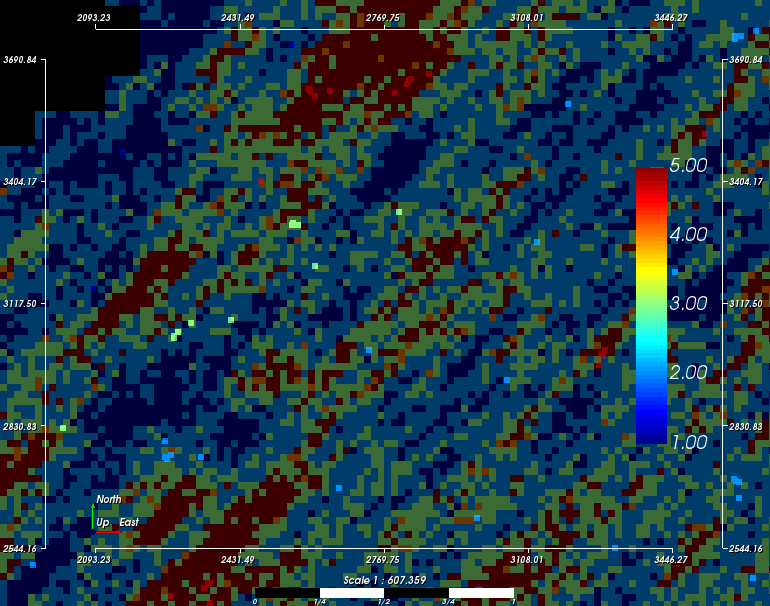 2093.23 2431.49 2769.75 3108.01 3446.27
3690.84 3690.84
5.00
3404.17 3404.17
4.00
3117.50 3.00 3117.50
2.00
2830.83 1.00 2830.83
North
Up East
2544.16 2544.16
2093.23 2431.49 2769.75 3108.01 3446.27
Scale 1 : 607.359
0 1/4 1/2 3/4 1